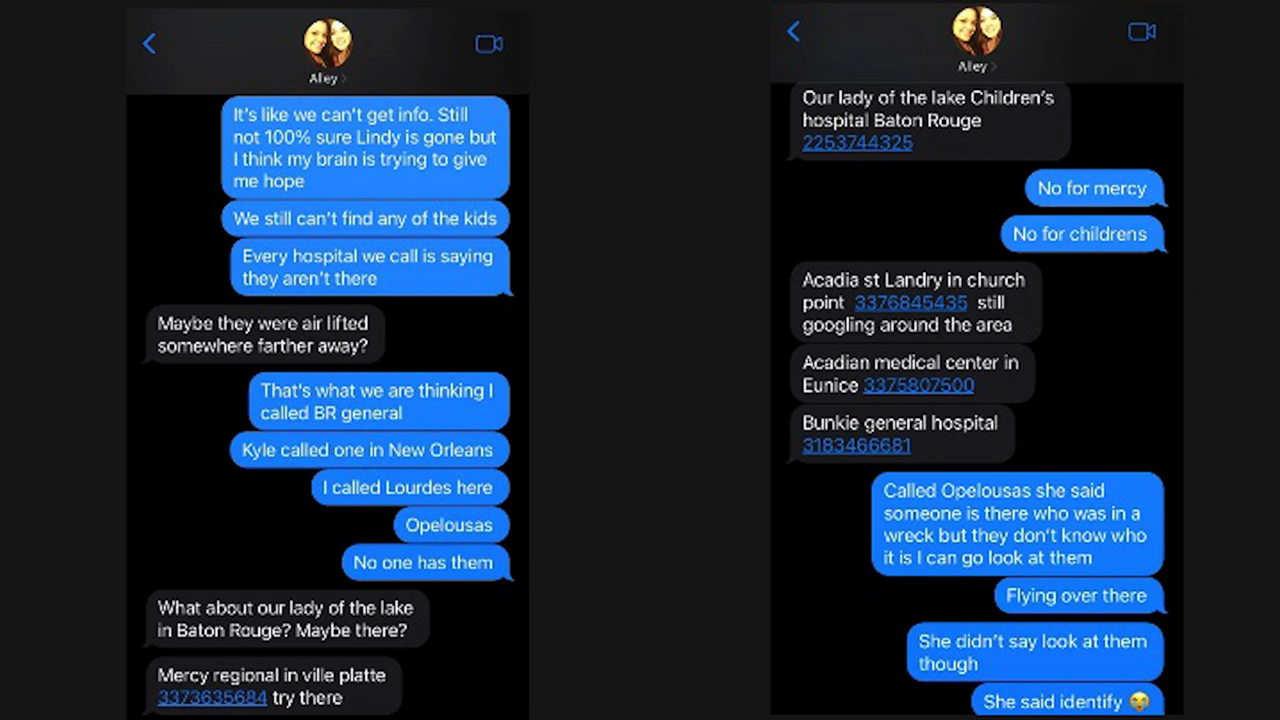 Alley
It's like we can't get info. Still
not 100% sure Lindy is gone but
I think my brain is trying to give
me hope
We still can't find any of the kids
Every hospital we call is saying
they aren't there
Maybe they were air lifted
somewhere farther away?
That's what we are thinking I
called BR general
Kyle called one in New Orleans
I called Lourdes here
Opelousas
No one has them
What about our lady of the lake
in Baton Rouge? Maybe there?
Mercy regional in ville platte
3373635684 try there
Alley
Our lady of the lake Children's
hospital Baton Rouge
2253744325
No for mercy
No for childrens
Acadia st Landry in church
point 3376845435 still
googling around the area
Acadian medical center in
Eunice 3375807500
Bunkie general hospital
3183466681
Called Opelousas she said
someone is there who was in a
wreck but they don't know who
it is I can go look at them
Flying over there
She didn't say look at them
though
She said identify 😭